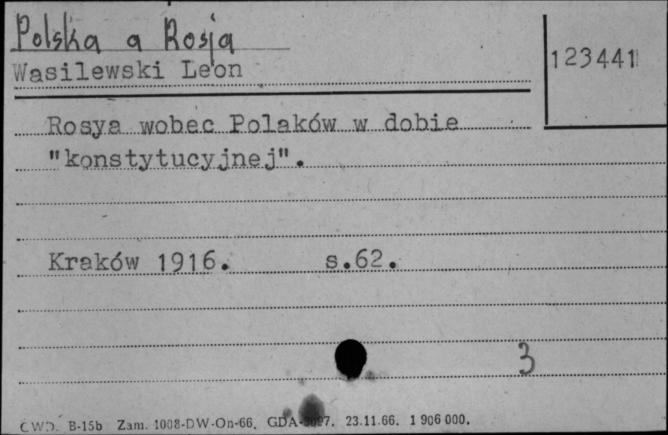 Polska a Rosja
Wasilewski Leon
123441
Rosya wobec Polaków w dobie
"konstytucyjnej".
Kraków 1916. s.62.
3
CWD. B-15b Zam. 1008-DW-On-66. 23.11.66. 1 906 000.